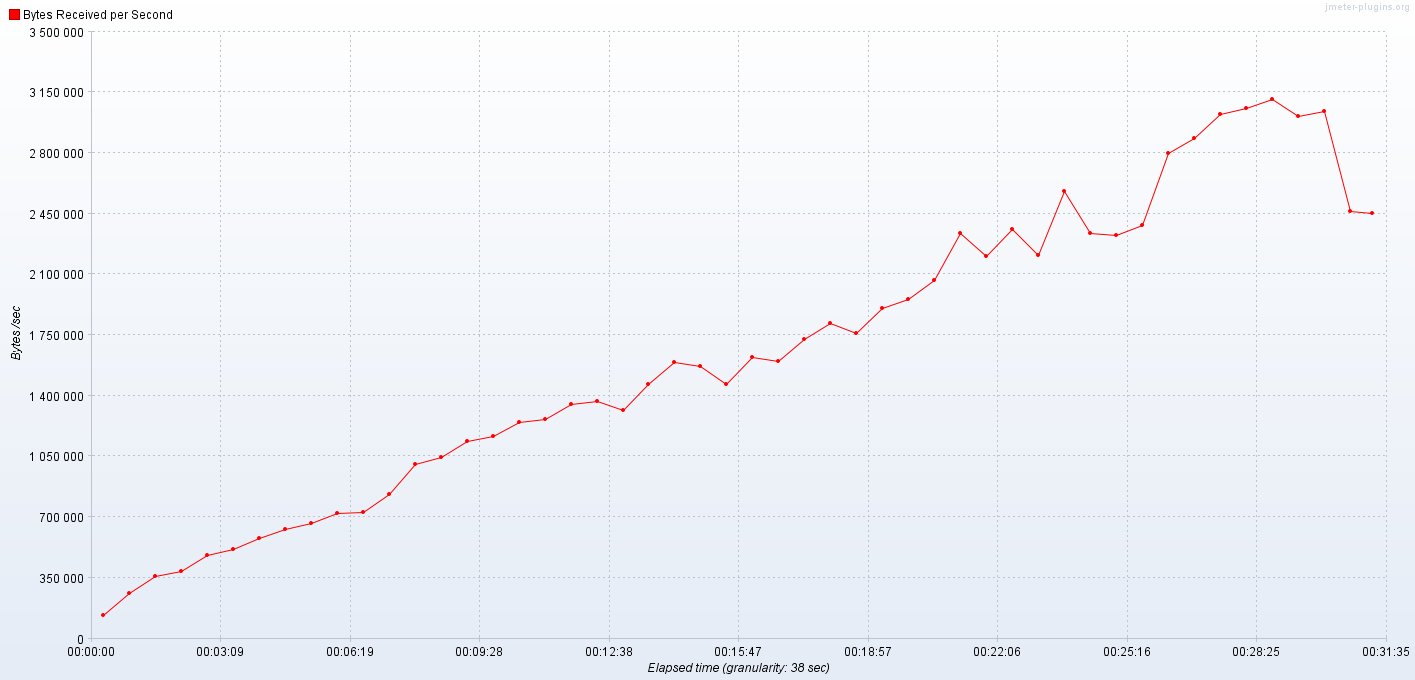 Bytes Received per Second
jmeter-plugins.org
3 500 000
3 150 000
2 800 000
2 450 000
2 100 000
1 750 000
1 400 000
1 050 000
700 000
350 000
0
Bytes /sec
00:00:00 00:03:09 00:06:19 00:09:28 00:12:38 00:15:47 00:18:57 00:22:06 00:25:16 00:28:25 00:31:35
Elapsed time (granularity: 38 sec)